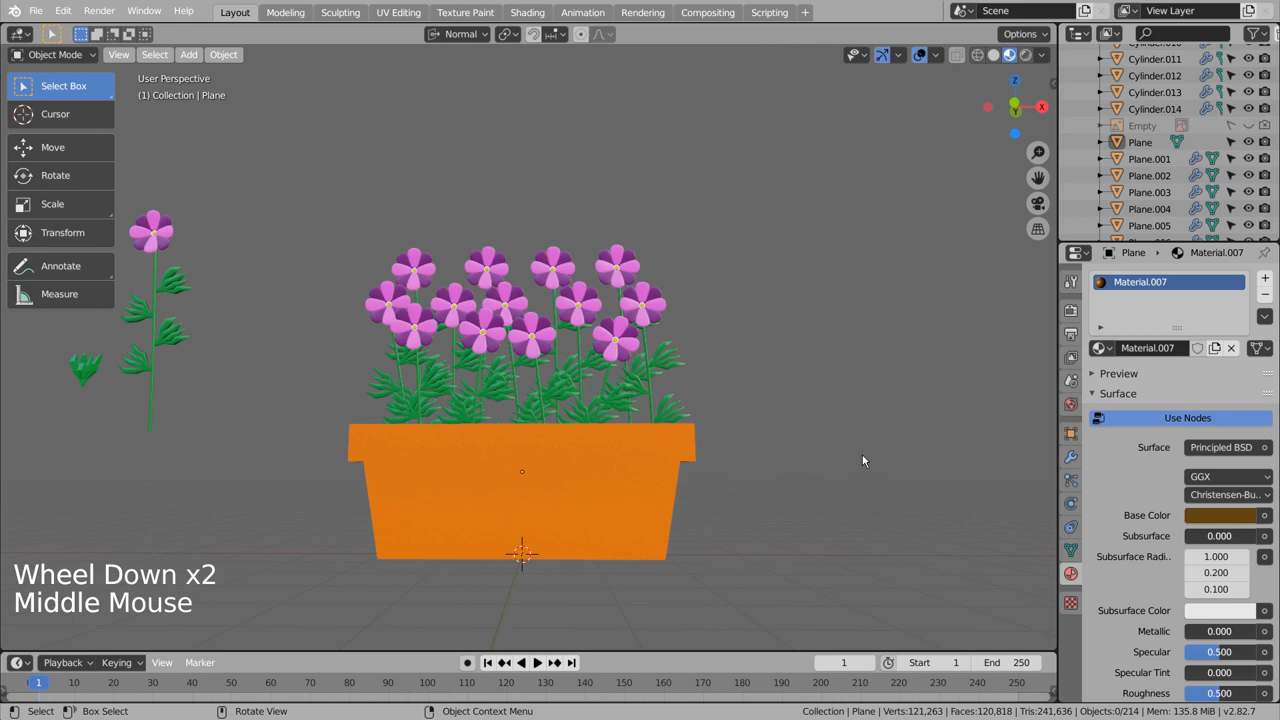 File Edit Render Window Help Layout Modeling Sculpting UV Editing Texture Paint Shading Animation Rendering Compositing Scripting + Scene View Layer
Normal Options
Object Mode View Select Add Object
User Perspective
(1) Collection | Plane
Select Box
Cursor
Move
Rotate
Scale
Transform
Annotate
Measure
Z
X
Y
Cylinder.011
Cylinder.012
Cylinder.013
Cylinder.014
Empty
Plane
Plane.001
Plane.002
Plane.003
Plane.004
Plane.005
Plane Material.007
Material.007
Material.007
Preview
Surface
Use Nodes
Surface Principled BSD
GGX
Christensen-Bu..
Base Color
Subsurface 0.000
Subsurface Radi.. 1.000
0.200
0.100
Subsurface Color
Metallic 0.000
Specular 0.500
Specular Tint 0.000
Roughness 0.500
Wheel Down x2
Middle Mouse
Playback Keying View Marker 1 Start 1 End 250
1 10 20 30 40 50 60 70 80 90 100 110 120 130 140 150 160 170 180 190 200 210 220 230 240 250
Select Box Select Rotate View Object Context Menu Collection | Plane | Verts:121,263 | Faces:120,818 | Tris:241,636 | Objects:0/214 | Mem: 135.8 MiB | v2.82.7